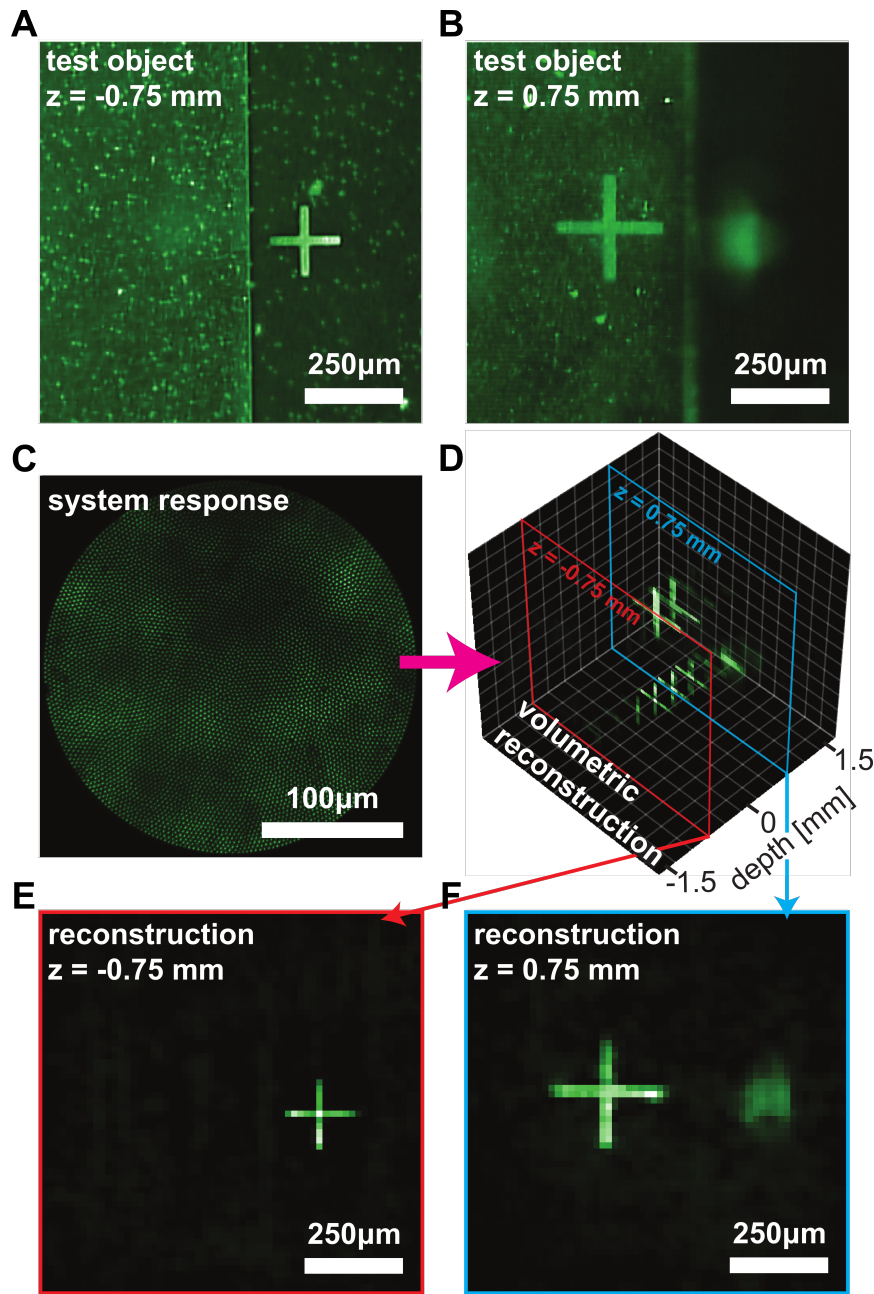 A
test object
z = -0.75 mm
250μm
B
test object
z = 0.75 mm
250μm
C
system response
100μm
D
z = 0.75 mm
z = -0.75 mm
volumetric
reconstruction
1.5
0
-1.5
depth [mm]
E
reconstruction
z = -0.75 mm
250μm
F
reconstruction
z = 0.75 mm
250μm